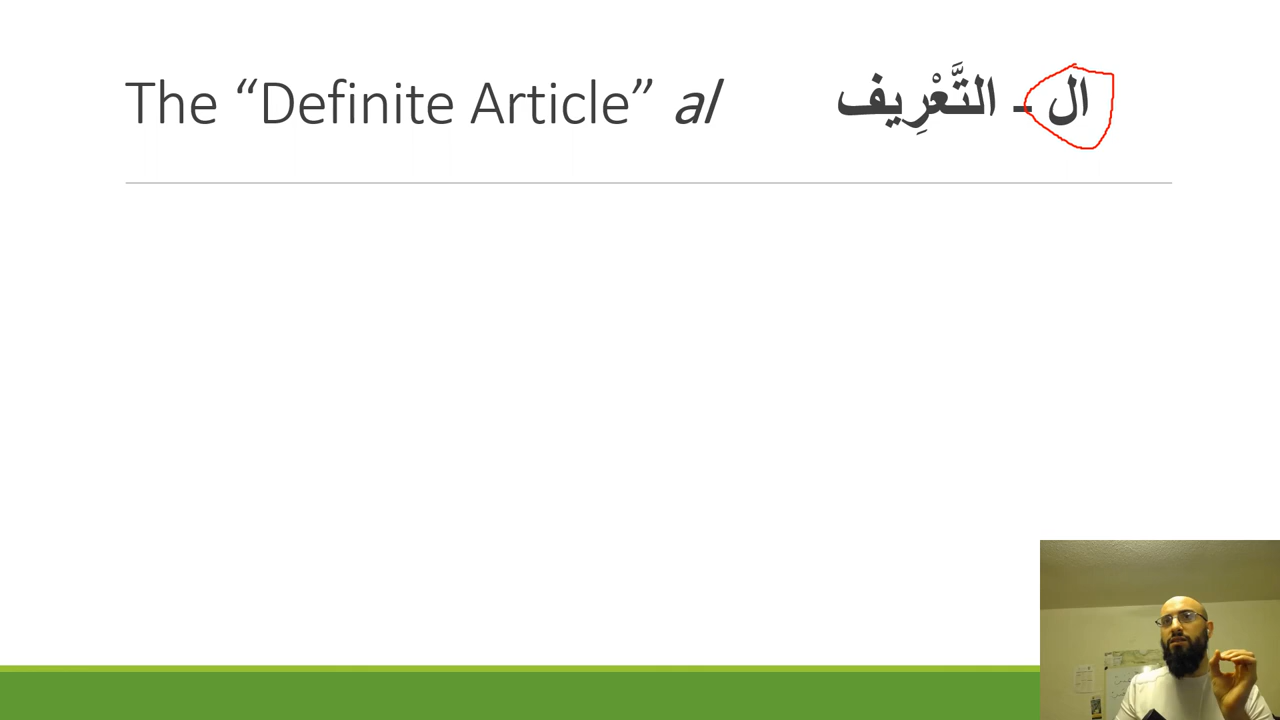 The “Definite Article” al
ال - التَّعْرِيف